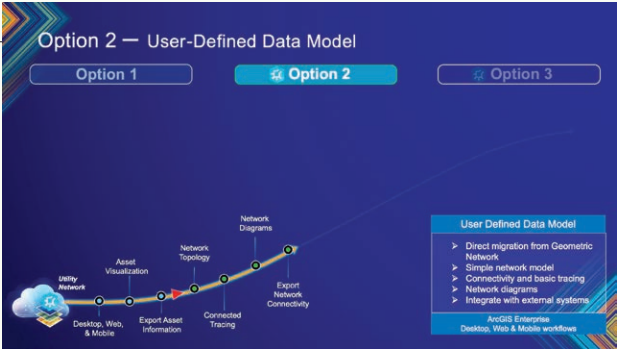 Option 2 — User-Defined Data Model
Option 1
Option 2
Option 3
Network
Diagrams
Network
Topology
Asset
Visualization
Utility
Network
Desktop, Web,
& Mobile
Export Asset
Information
Connected
Tracing
Export
Network
Connectivity
User Defined Data Model
➤ Direct migration from Geometric
Network
➤ Simple network model
➤ Connectivity and basic tracing
➤ Network diagrams
➤ Integrate with external systems
ArcGIS Enterprise
Desktop, Web & Mobile workflows